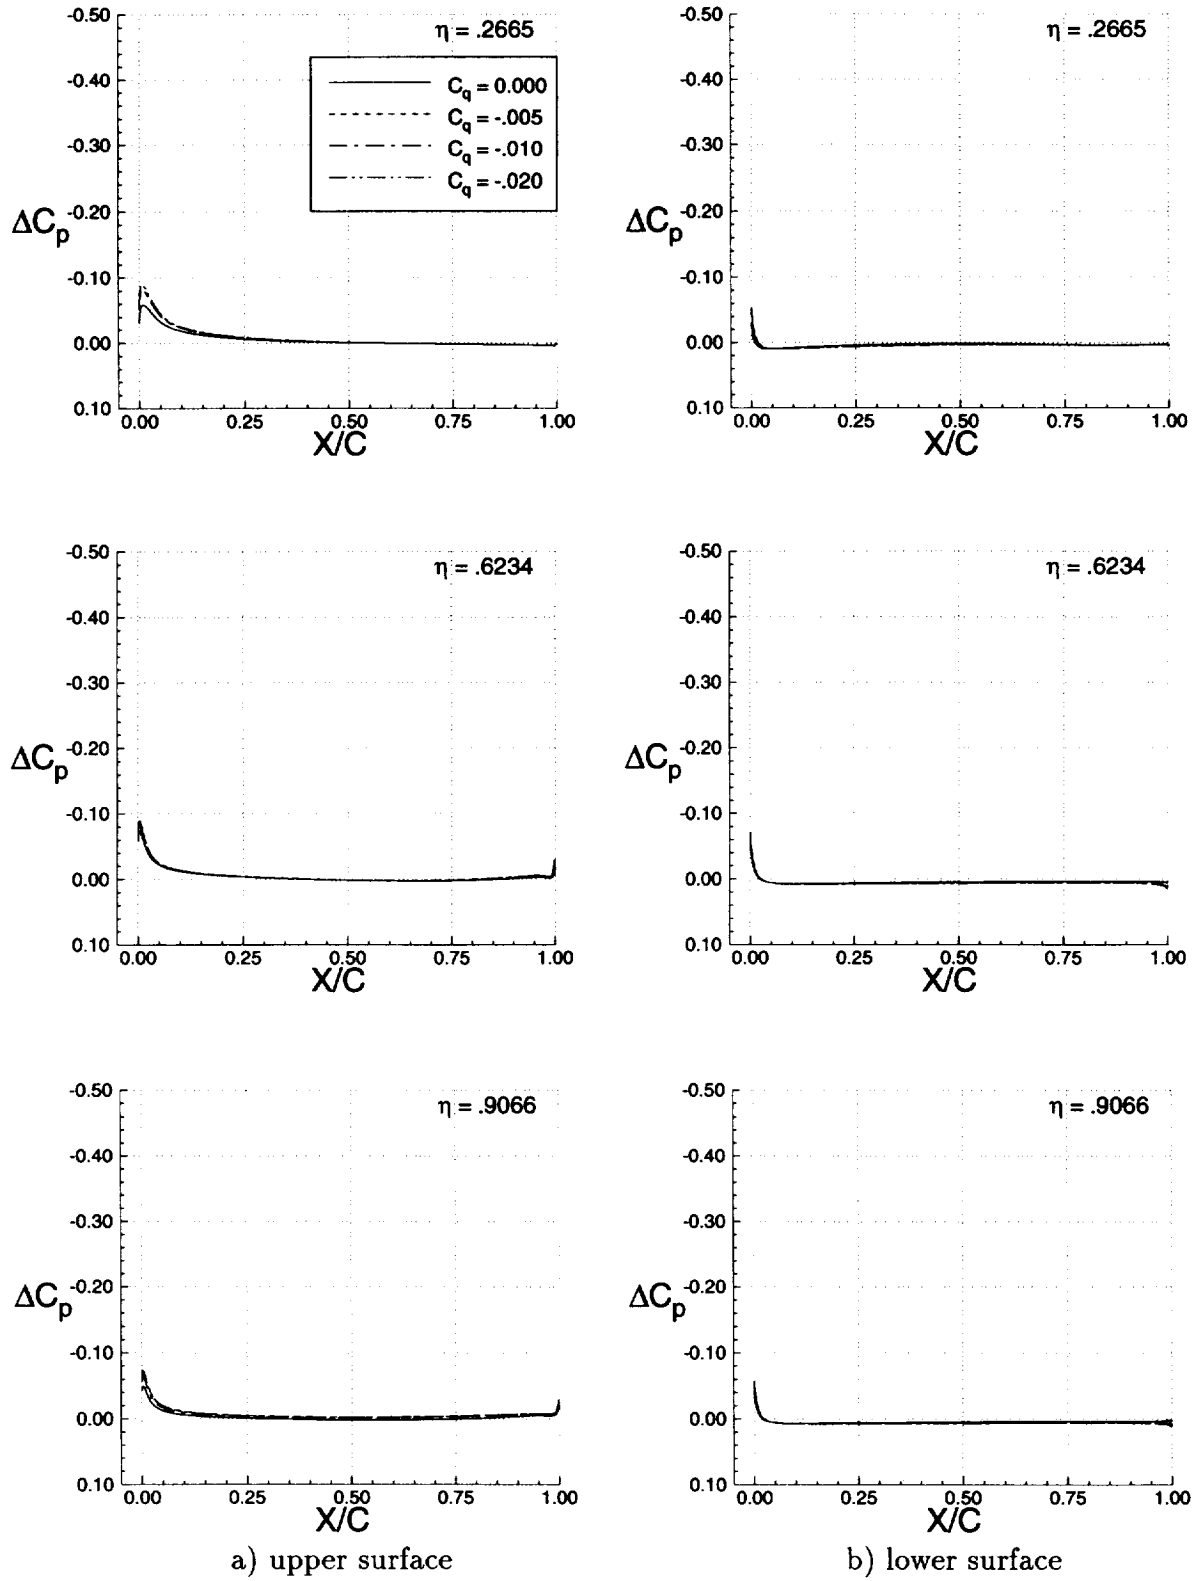 -0.50
η = .2665
C_q = 0.000
C_q = -.005
C_q = -.010
C_q = -.020
-0.40
-0.30
-0.20
ΔC_p
-0.10
0.00
0.10
0.00 0.25 0.50 0.75 1.00
X/C
-0.50
η = .2665
-0.40
-0.30
-0.20
ΔC_p
-0.10
0.00
0.10
0.00 0.25 0.50 0.75 1.00
X/C
-0.50
η = .6234
-0.40
-0.30
-0.20
ΔC_p
-0.10
0.00
0.10
0.00 0.25 0.50 0.75 1.00
X/C
-0.50
η = .6234
-0.40
-0.30
-0.20
ΔC_p
-0.10
0.00
0.10
0.00 0.25 0.50 0.75 1.00
X/C
-0.50
η = .9066
-0.40
-0.30
-0.20
ΔC_p
-0.10
0.00
0.10
0.00 0.25 0.50 0.75 1.00
X/C
a) upper surface
-0.50
η = .9066
-0.40
-0.30
-0.20
ΔC_p
-0.10
0.00
0.10
0.00 0.25 0.50 0.75 1.00
X/C
b) lower surface